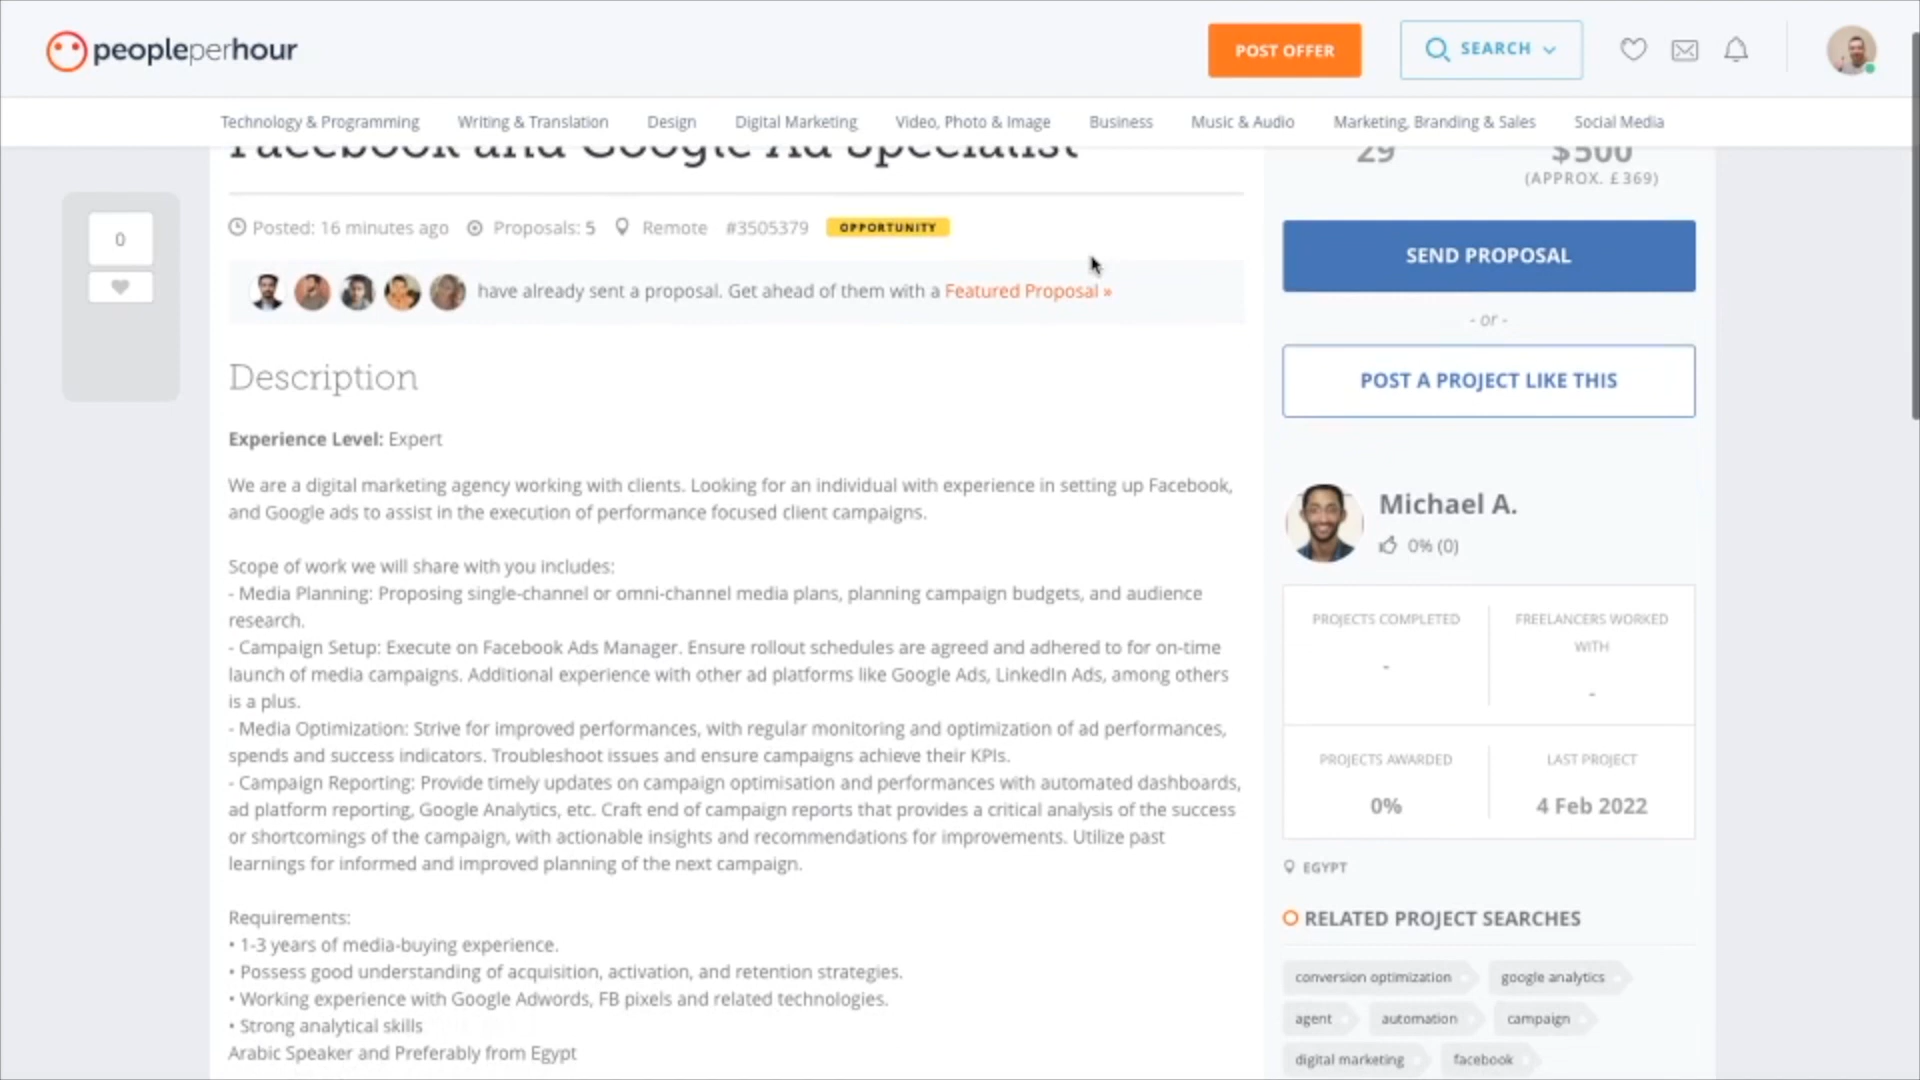 peopleperhour
POST OFFER
SEARCH
Technology & Programming Writing & Translation Design Digital Marketing Video, Photo & Image Business Music & Audio Marketing, Branding & Sales Social Media
Facebook and Google Ad Specialist
29 $500
(APPROX. £369)
0
Posted: 16 minutes ago Proposals: 5 Remote #3505379 OPPORTUNITY
SEND PROPOSAL
have already sent a proposal. Get ahead of them with a Featured Proposal »
- or -
POST A PROJECT LIKE THIS
Description
Experience Level: Expert
We are a digital marketing agency working with clients. Looking for an individual with experience in setting up Facebook,
and Google ads to assist in the execution of performance focused client campaigns.
Scope of work we will share with you includes:
- Media Planning: Proposing single-channel or omni-channel media plans, planning campaign budgets, and audience
research.
- Campaign Setup: Execute on Facebook Ads Manager. Ensure rollout schedules are agreed and adhered to for on-time
launch of media campaigns. Additional experience with other ad platforms like Google Ads, LinkedIn Ads, among others
is a plus.
- Media Optimization: Strive for improved performances, with regular monitoring and optimization of ad performances,
spends and success indicators. Troubleshoot issues and ensure campaigns achieve their KPIs.
- Campaign Reporting: Provide timely updates on campaign optimisation and performances with automated dashboards,
ad platform reporting, Google Analytics, etc. Craft end of campaign reports that provides a critical analysis of the success
or shortcomings of the campaign, with actionable insights and recommendations for improvements. Utilize past
learnings for informed and improved planning of the next campaign.
Requirements:
• 1-3 years of media-buying experience.
• Possess good understanding of acquisition, activation, and retention strategies.
• Working experience with Google Adwords, FB pixels and related technologies.
• Strong analytical skills
Arabic Speaker and Preferably from Egypt
Michael A.
0% (0)
PROJECTS COMPLETED
-
FREELANCERS WORKED
WITH
-
PROJECTS AWARDED
0%
LAST PROJECT
4 Feb 2022
EGYPT
RELATED PROJECT SEARCHES
conversion optimization google analytics
agent automation campaign
digital marketing facebook